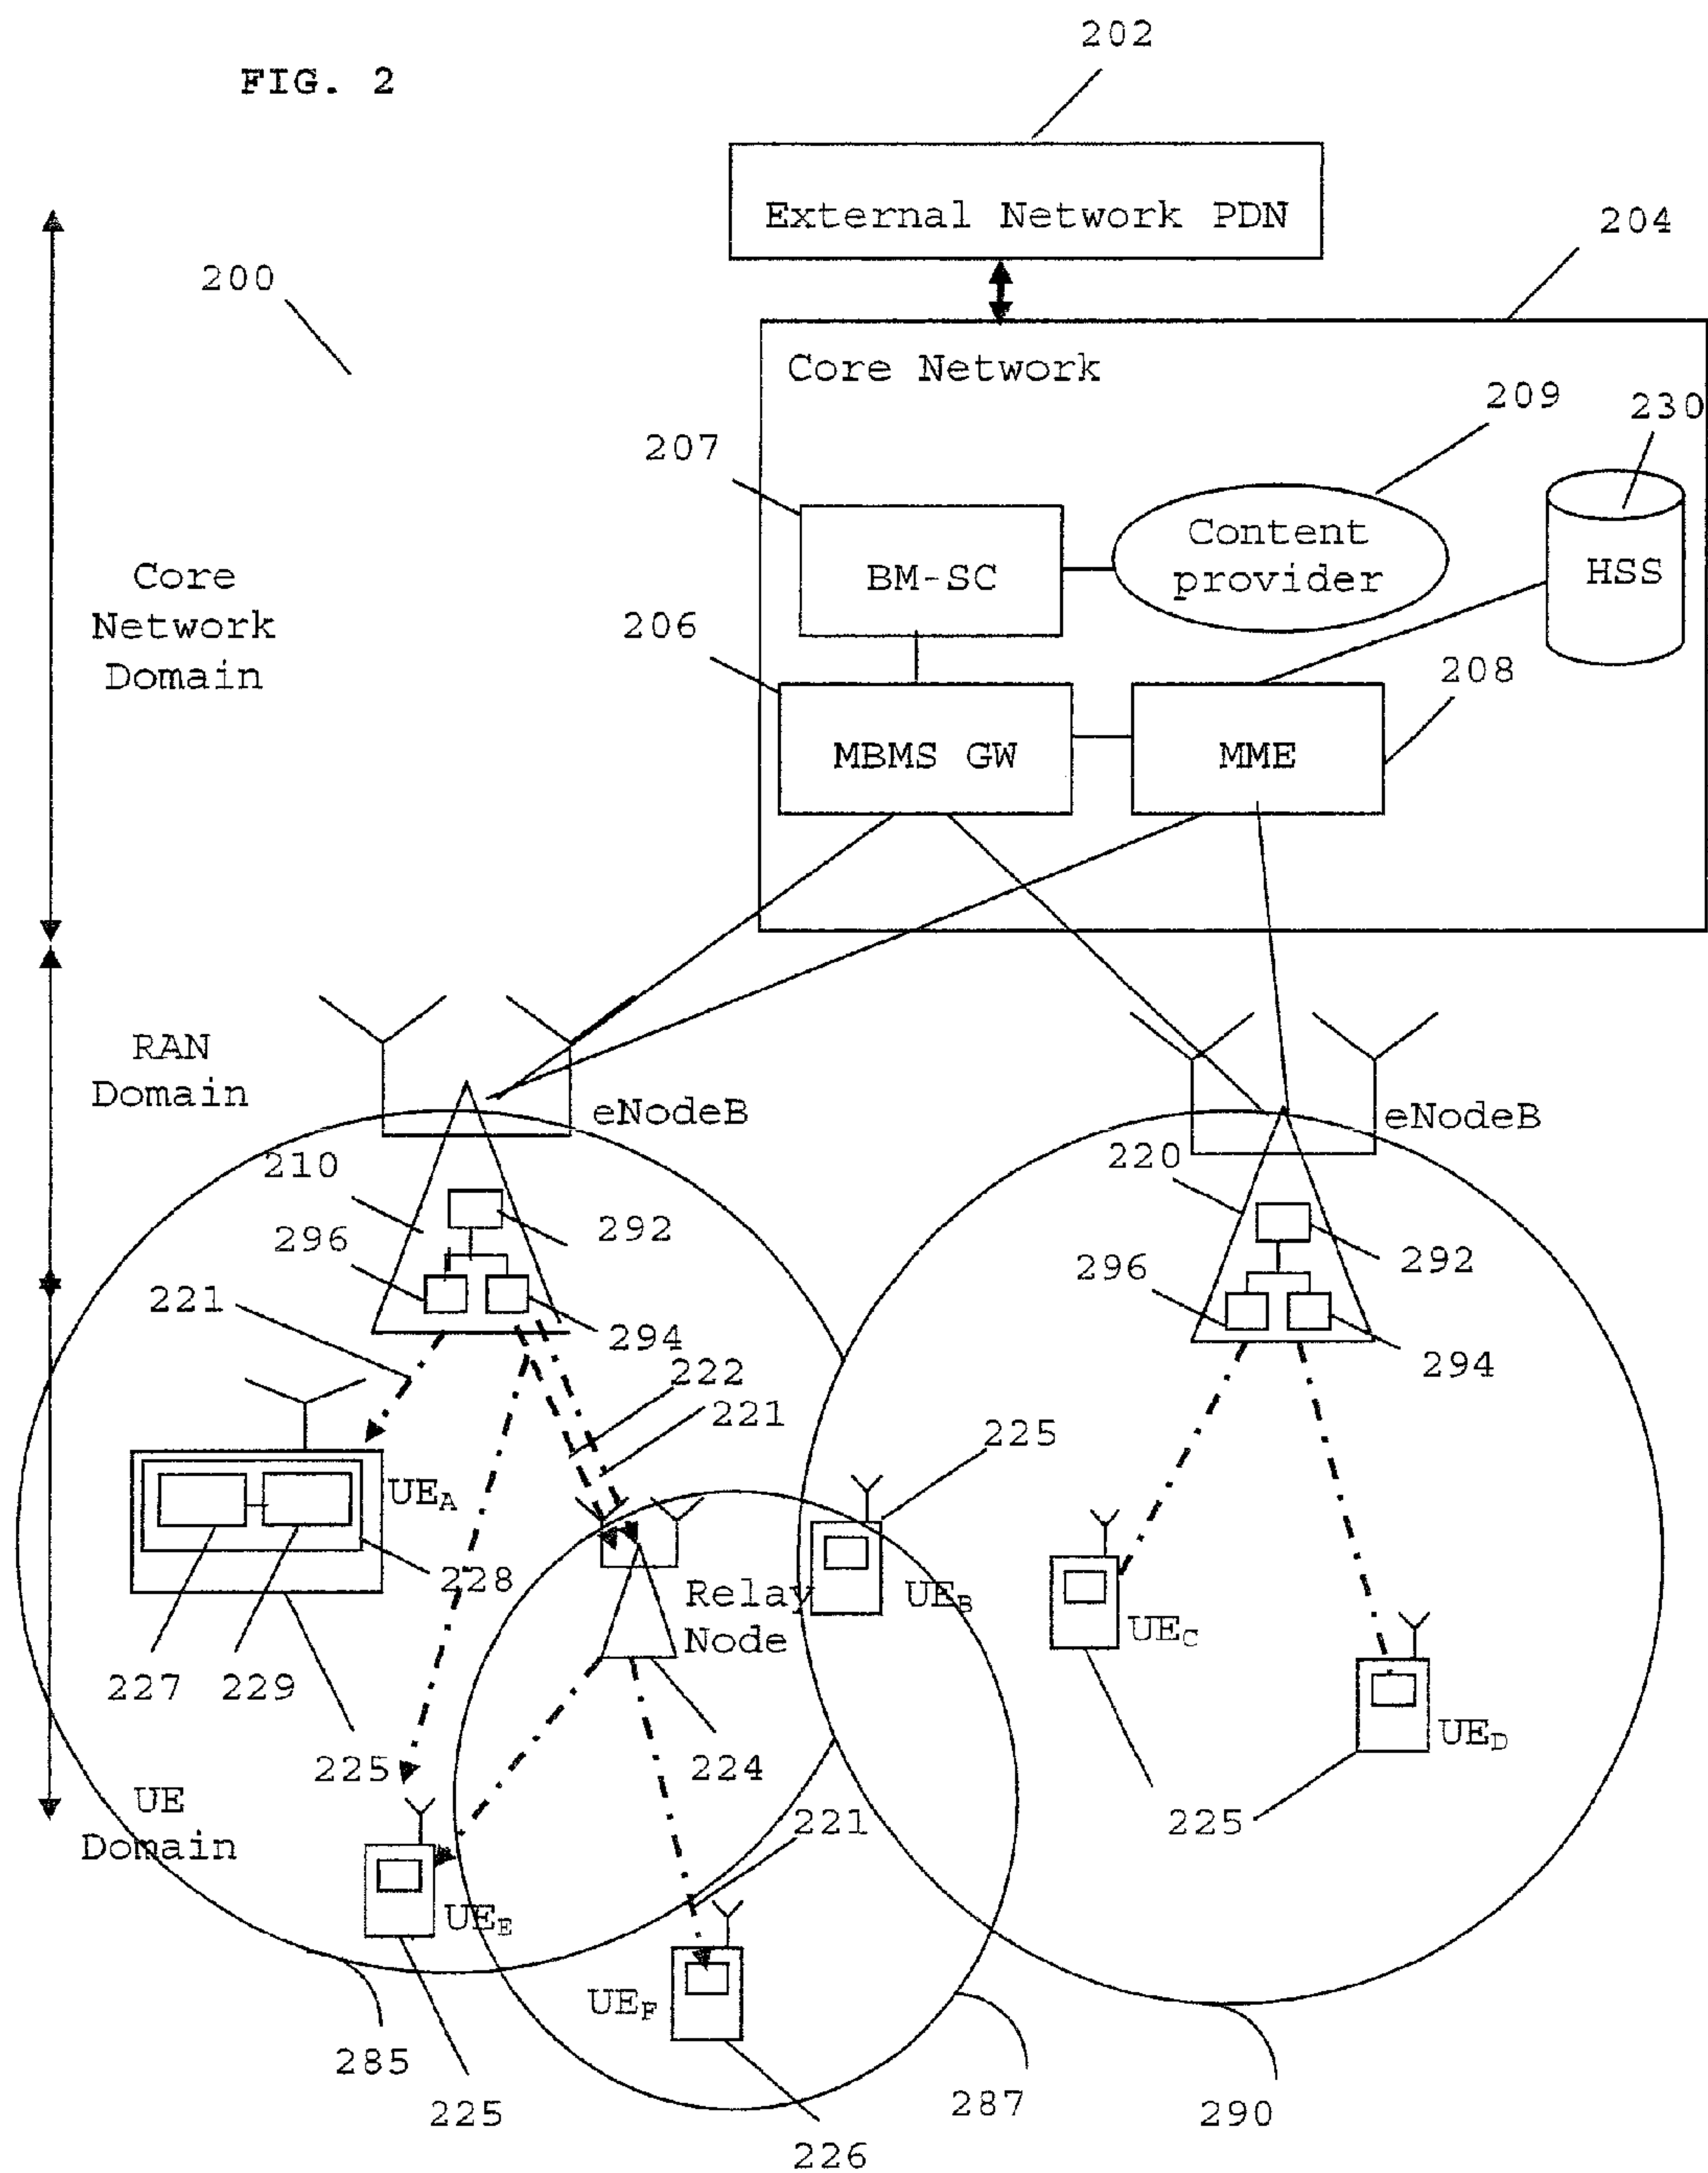 202
FIG. 2
External Network PDN
204
200
Core Network
209
230
207
Content
provider
BM-SC
HSS
Core
Network
Domain
206
208
MBMS GW
MME
RAN
Domain
eNodeB
eNodeB
210
220
292
296
292
296
221
294
294
222
221
225
UEA
228
Relay
Node
UEB
UEC
227
229
UED
225
224
UE
Domain
221
225
UEE
UEF
285
225
287
290
226